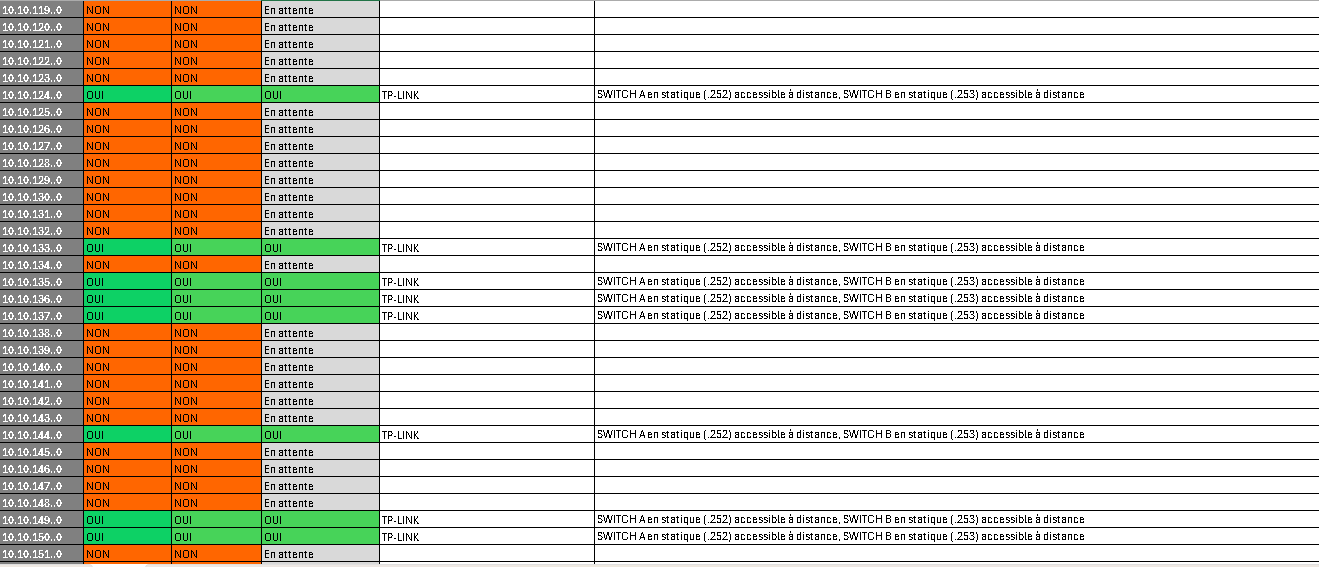 10.10.119..0 NON NON En attente
10.10.120..0 NON NON En attente
10.10.121..0 NON NON En attente
10.10.122..0 NON NON En attente
10.10.123..0 NON NON En attente
10.10.124..0 OUI OUI OUI TP-LINK SWITCH A en statique (.252) accessible à distance, SWITCH B en statique (.253) accessible à distance
10.10.125..0 NON NON En attente
10.10.126..0 NON NON En attente
10.10.127..0 NON NON En attente
10.10.128..0 NON NON En attente
10.10.129..0 NON NON En attente
10.10.130..0 NON NON En attente
10.10.131..0 NON NON En attente
10.10.132..0 NON NON En attente
10.10.133..0 OUI OUI OUI TP-LINK SWITCH A en statique (.252) accessible à distance, SWITCH B en statique (.253) accessible à distance
10.10.134..0 NON NON En attente
10.10.135..0 OUI OUI OUI TP-LINK SWITCH A en statique (.252) accessible à distance, SWITCH B en statique (.253) accessible à distance
10.10.136..0 OUI OUI OUI TP-LINK SWITCH A en statique (.252) accessible à distance, SWITCH B en statique (.253) accessible à distance
10.10.137..0 OUI OUI OUI TP-LINK SWITCH A en statique (.252) accessible à distance, SWITCH B en statique (.253) accessible à distance
10.10.138..0 NON NON En attente
10.10.139..0 NON NON En attente
10.10.140..0 NON NON En attente
10.10.141..0 NON NON En attente
10.10.142..0 NON NON En attente
10.10.143..0 NON NON En attente
10.10.144..0 OUI OUI OUI TP-LINK SWITCH A en statique (.252) accessible à distance, SWITCH B en statique (.253) accessible à distance
10.10.145..0 NON NON En attente
10.10.146..0 NON NON En attente
10.10.147..0 NON NON En attente
10.10.148..0 NON NON En attente
10.10.149..0 OUI OUI OUI TP-LINK SWITCH A en statique (.252) accessible à distance, SWITCH B en statique (.253) accessible à distance
10.10.150..0 OUI OUI OUI TP-LINK SWITCH A en statique (.252) accessible à distance, SWITCH B en statique (.253) accessible à distance
10.10.151..0 NON NON En attente